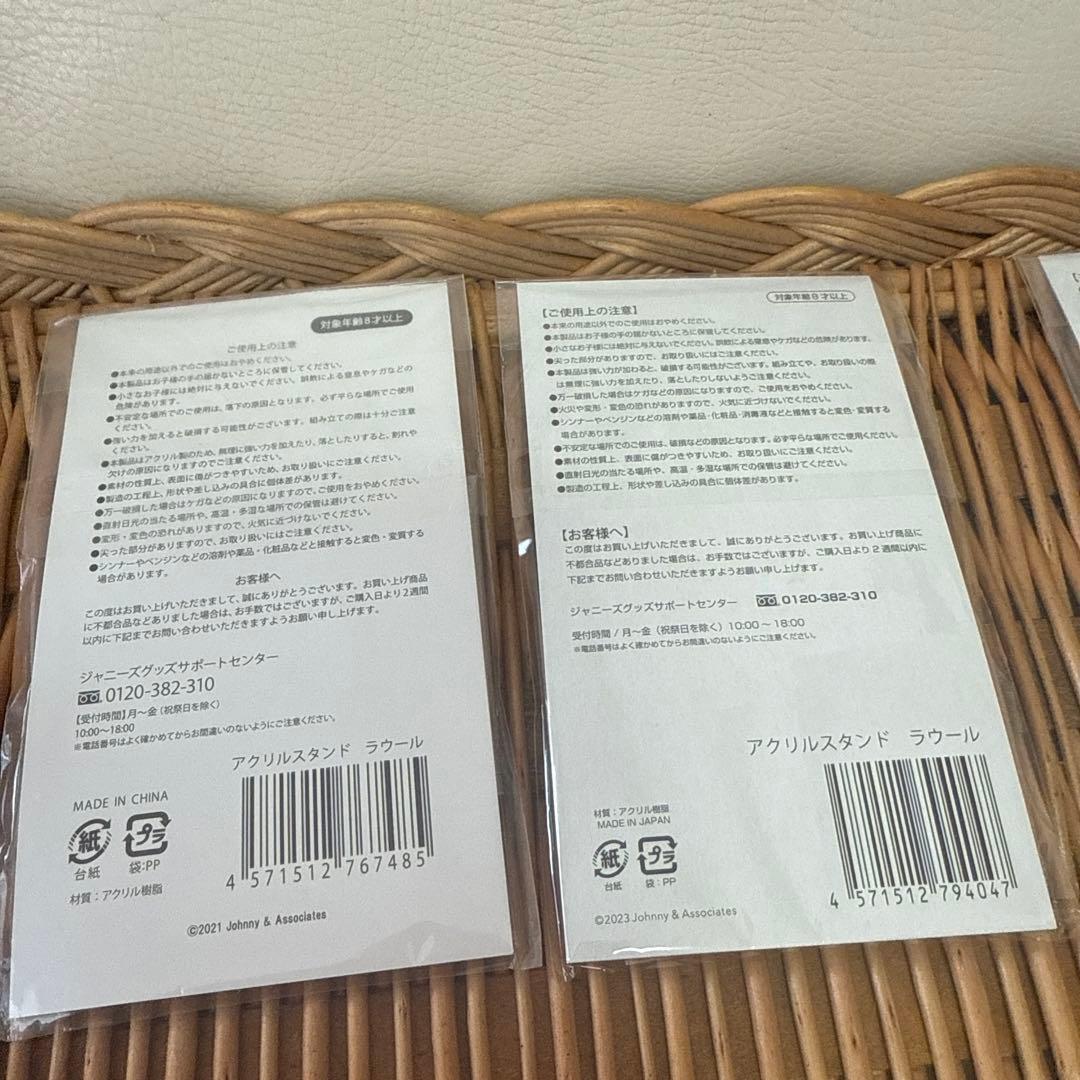 対象年齢8才以上
ご使用上の注意
●本来の用途以外でのご使用はおやめください。
●本製品はお子様の手の届かないところに保管してください。
●小さなお子様には絶対に与えないでください。誤飲による窒息やケガなどの
危険があります。
●不安定な場所でのご使用は、落下の原因となります。必ず平らな場所でご使用
ください。
●強い力を加えると破損する可能性がございます。組み立ての際は十分ご注意
ください。
●本製品はアクリル製のため、無理に強い力を加えたり、落としたりすると、割れや
欠けの原因になりますのでご注意ください。
●素材の性質上、表面に傷がつきやすいため、お取り扱いにご注意ください。
●製造の工程上、形状や差し込みの具合に個体差があります。
●万一破損した場合はケガなどの原因になりますので、ご使用をおやめください。
●直射日光の当たる場所や、高温・多湿な場所での保管は避けてください。
●変形・変色の恐れがありますので、火気に近づけないでください。
●尖った部分がありますので、お取り扱いにはご注意ください。
●シンナーやベンジンなどの溶剤や薬品・化粧品などと接触すると変色・変質する
場合があります。
お客様へ
この度はお買い上げいただきまして、誠にありがとうございます。お買い上げ商品
に不都合品などありました場合は、お手数ではございますが、ご購入日より2週間
以内に下記までお問い合わせいただきますようお願い申し上げます。
ジャニーズグッズサポートセンター
0120-382-310
【受付時間】月〜金（祝祭日を除く）
10:00〜18:00
※電話番号はよく確かめてからお間違いのないようにご注意ください。
アクリルスタンド　ラウール
MADE IN CHINA
紙 プラ
台紙 袋:PP
材質：アクリル樹脂
4 571512 767485
©2021 Johnny & Associates
対象年齢8才以上
【ご使用上の注意】
●本来の用途以外でのご使用はおやめください。
●本製品はお子様の手の届かないところに保管してください。
●小さなお子様には絶対に与えないでください。誤飲による窒息やケガなどの危険があります。
●尖った部分がありますので、お取り扱いにはご注意ください。
●本製品は強い力が加わると、破損する可能性がございます。組み立てや、お取り扱いの際
は無理に強い力を加えたり、落としたりしないようご注意ください。
●万一破損した場合はケガなどの原因になりますので、ご使用をおやめください。
●火災や変形・変色の恐れがありますので、火気に近づけないでください。
●シンナーやベンジンなどの溶剤や薬品・化粧品・消毒液などと接触すると変色・変質する
場合があります。
●不安定な場所でのご使用は、破損などの原因となります。必ず平らな場所でご使用ください。
●素材の性質上、表面に傷がつきやすいため、お取り扱いにご注意ください。
●直射日光の当たる場所や、高温・多湿な場所での保管は避けてください。
●製造の工程上、形状や差し込みの具合に個体差があります。
【お客様へ】
この度はお買い上げいただきまして、誠にありがとうございます。お買い上げ商品に
不都合品などありました場合は、お手数ではございますが、ご購入日より2週間以内に
下記までお問い合わせいただきますようお願い申し上げます。
ジャニーズグッズサポートセンター 0120-382-310
受付時間 / 月〜金（祝祭日を除く）10:00〜18:00
※電話番号はよく確かめてからお間違いのないようにご注意ください。
アクリルスタンド　ラウール
材質：アクリル樹脂
MADE IN JAPAN
紙 プラ
台紙 袋：PP
4 571512 794047
©2023 Johnny & Associates